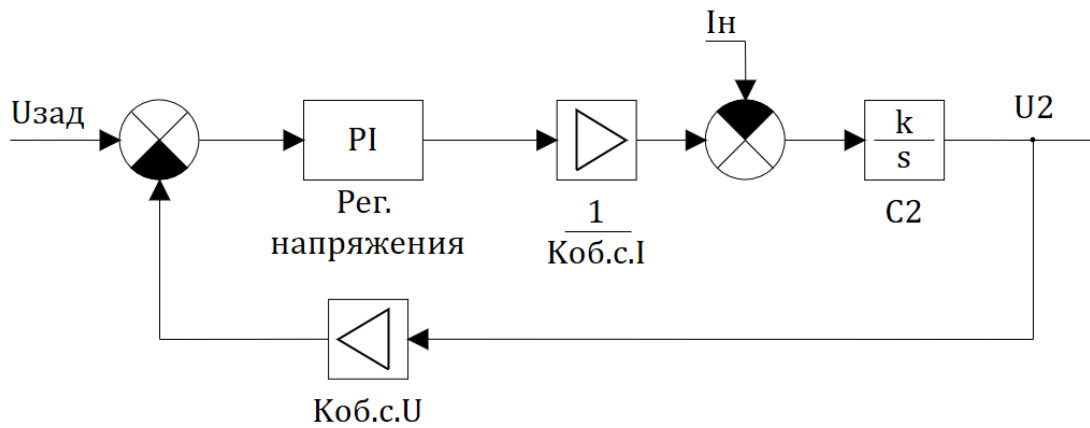 Iн
Uзад
U2
PI
k
s
Рег.
напряжения
1
Коб.с.I
C2
Коб.с.U